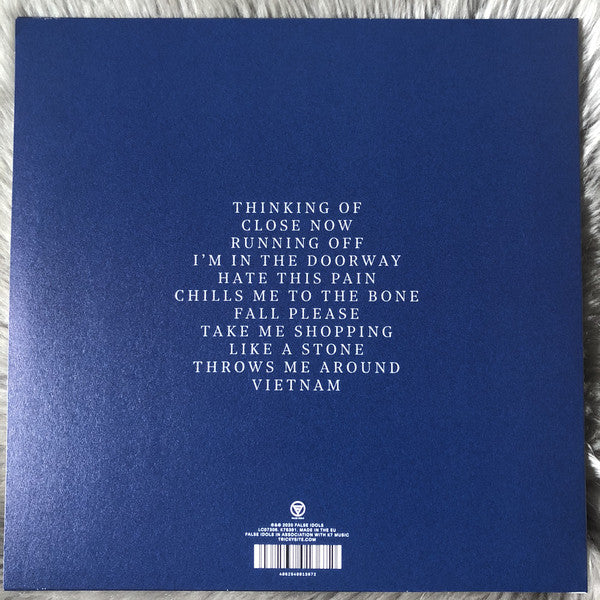 THINKING OF
CLOSE NOW
RUNNING OFF
I'M IN THE DOORWAY
HATE THIS PAIN
CHILLS ME TO THE BONE
FALL PLEASE
TAKE ME SHOPPING
LIKE A STONE
THROWS ME AROUND
VIETNAM
℗&© 2020 FALSE IDOLS
LC07306. K7S391. MADE IN THE EU
FALSE IDOLS IN ASSOCIATION WITH K7 MUSIC
TRICKYSITE.COM